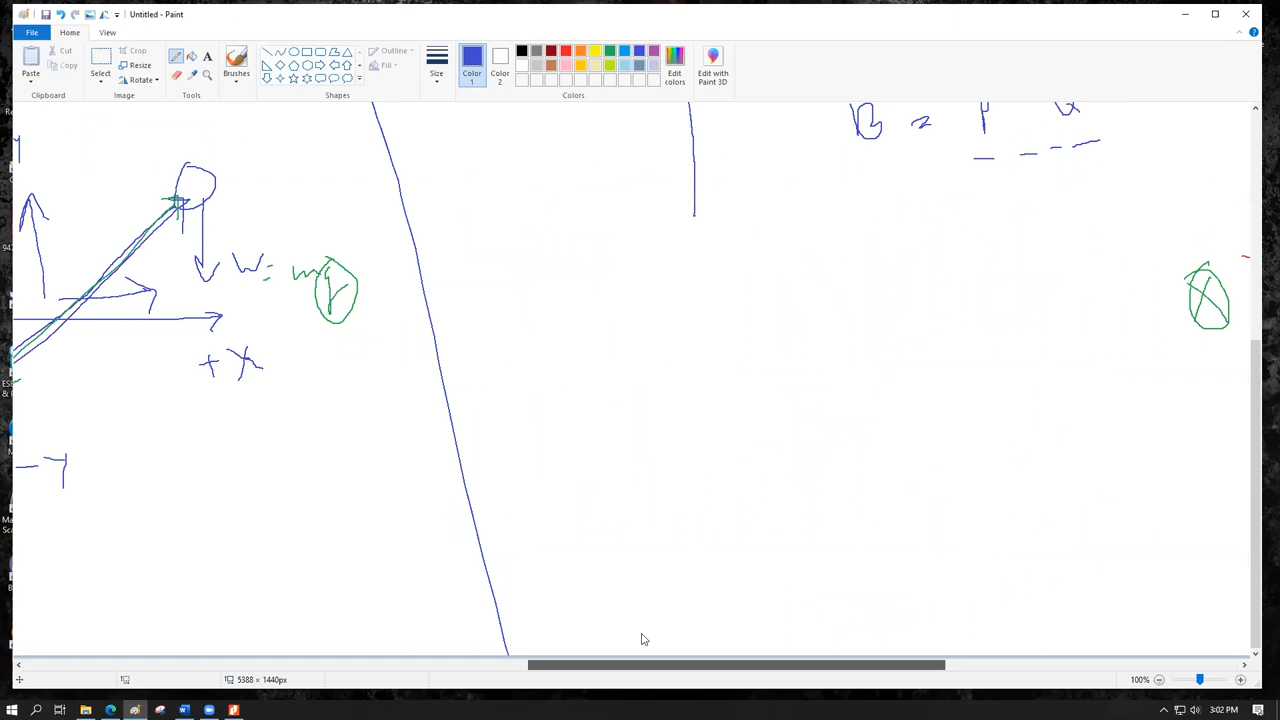 Untitled - Paint
File
Home
View
Paste
Cut
Copy
Clipboard
Select
Crop
Resize
Rotate
Image
Tools
Brushes
Shapes
Outline
Fill
Size
Color 1
Color 2
Edit colors
Colors
Edit with Paint 3D
B =
W = mg
+ X
- Y
5388 × 1440px
100%
3:02 PM